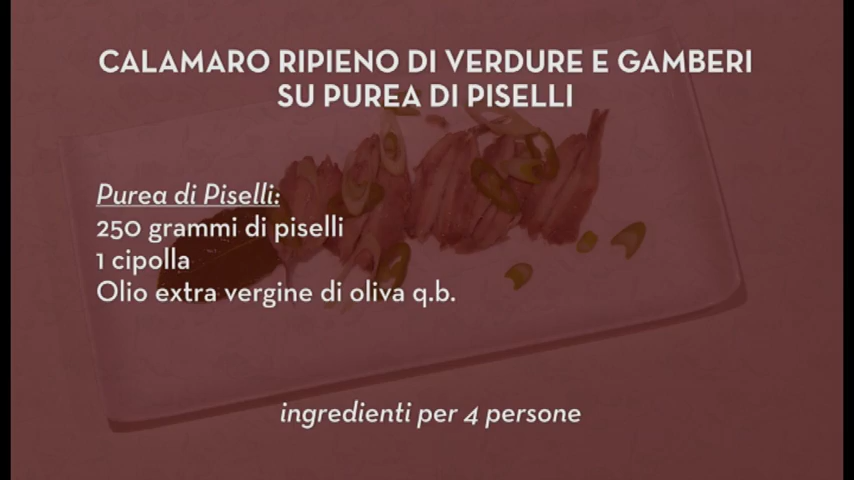 CALAMARO RIPIENO DI VERDURE E GAMBERI
SU PUREA DI PISELLI
Purea di Piselli:
250 grammi di piselli
1 cipolla
Olio extra vergine di oliva q.b.
ingredienti per 4 persone